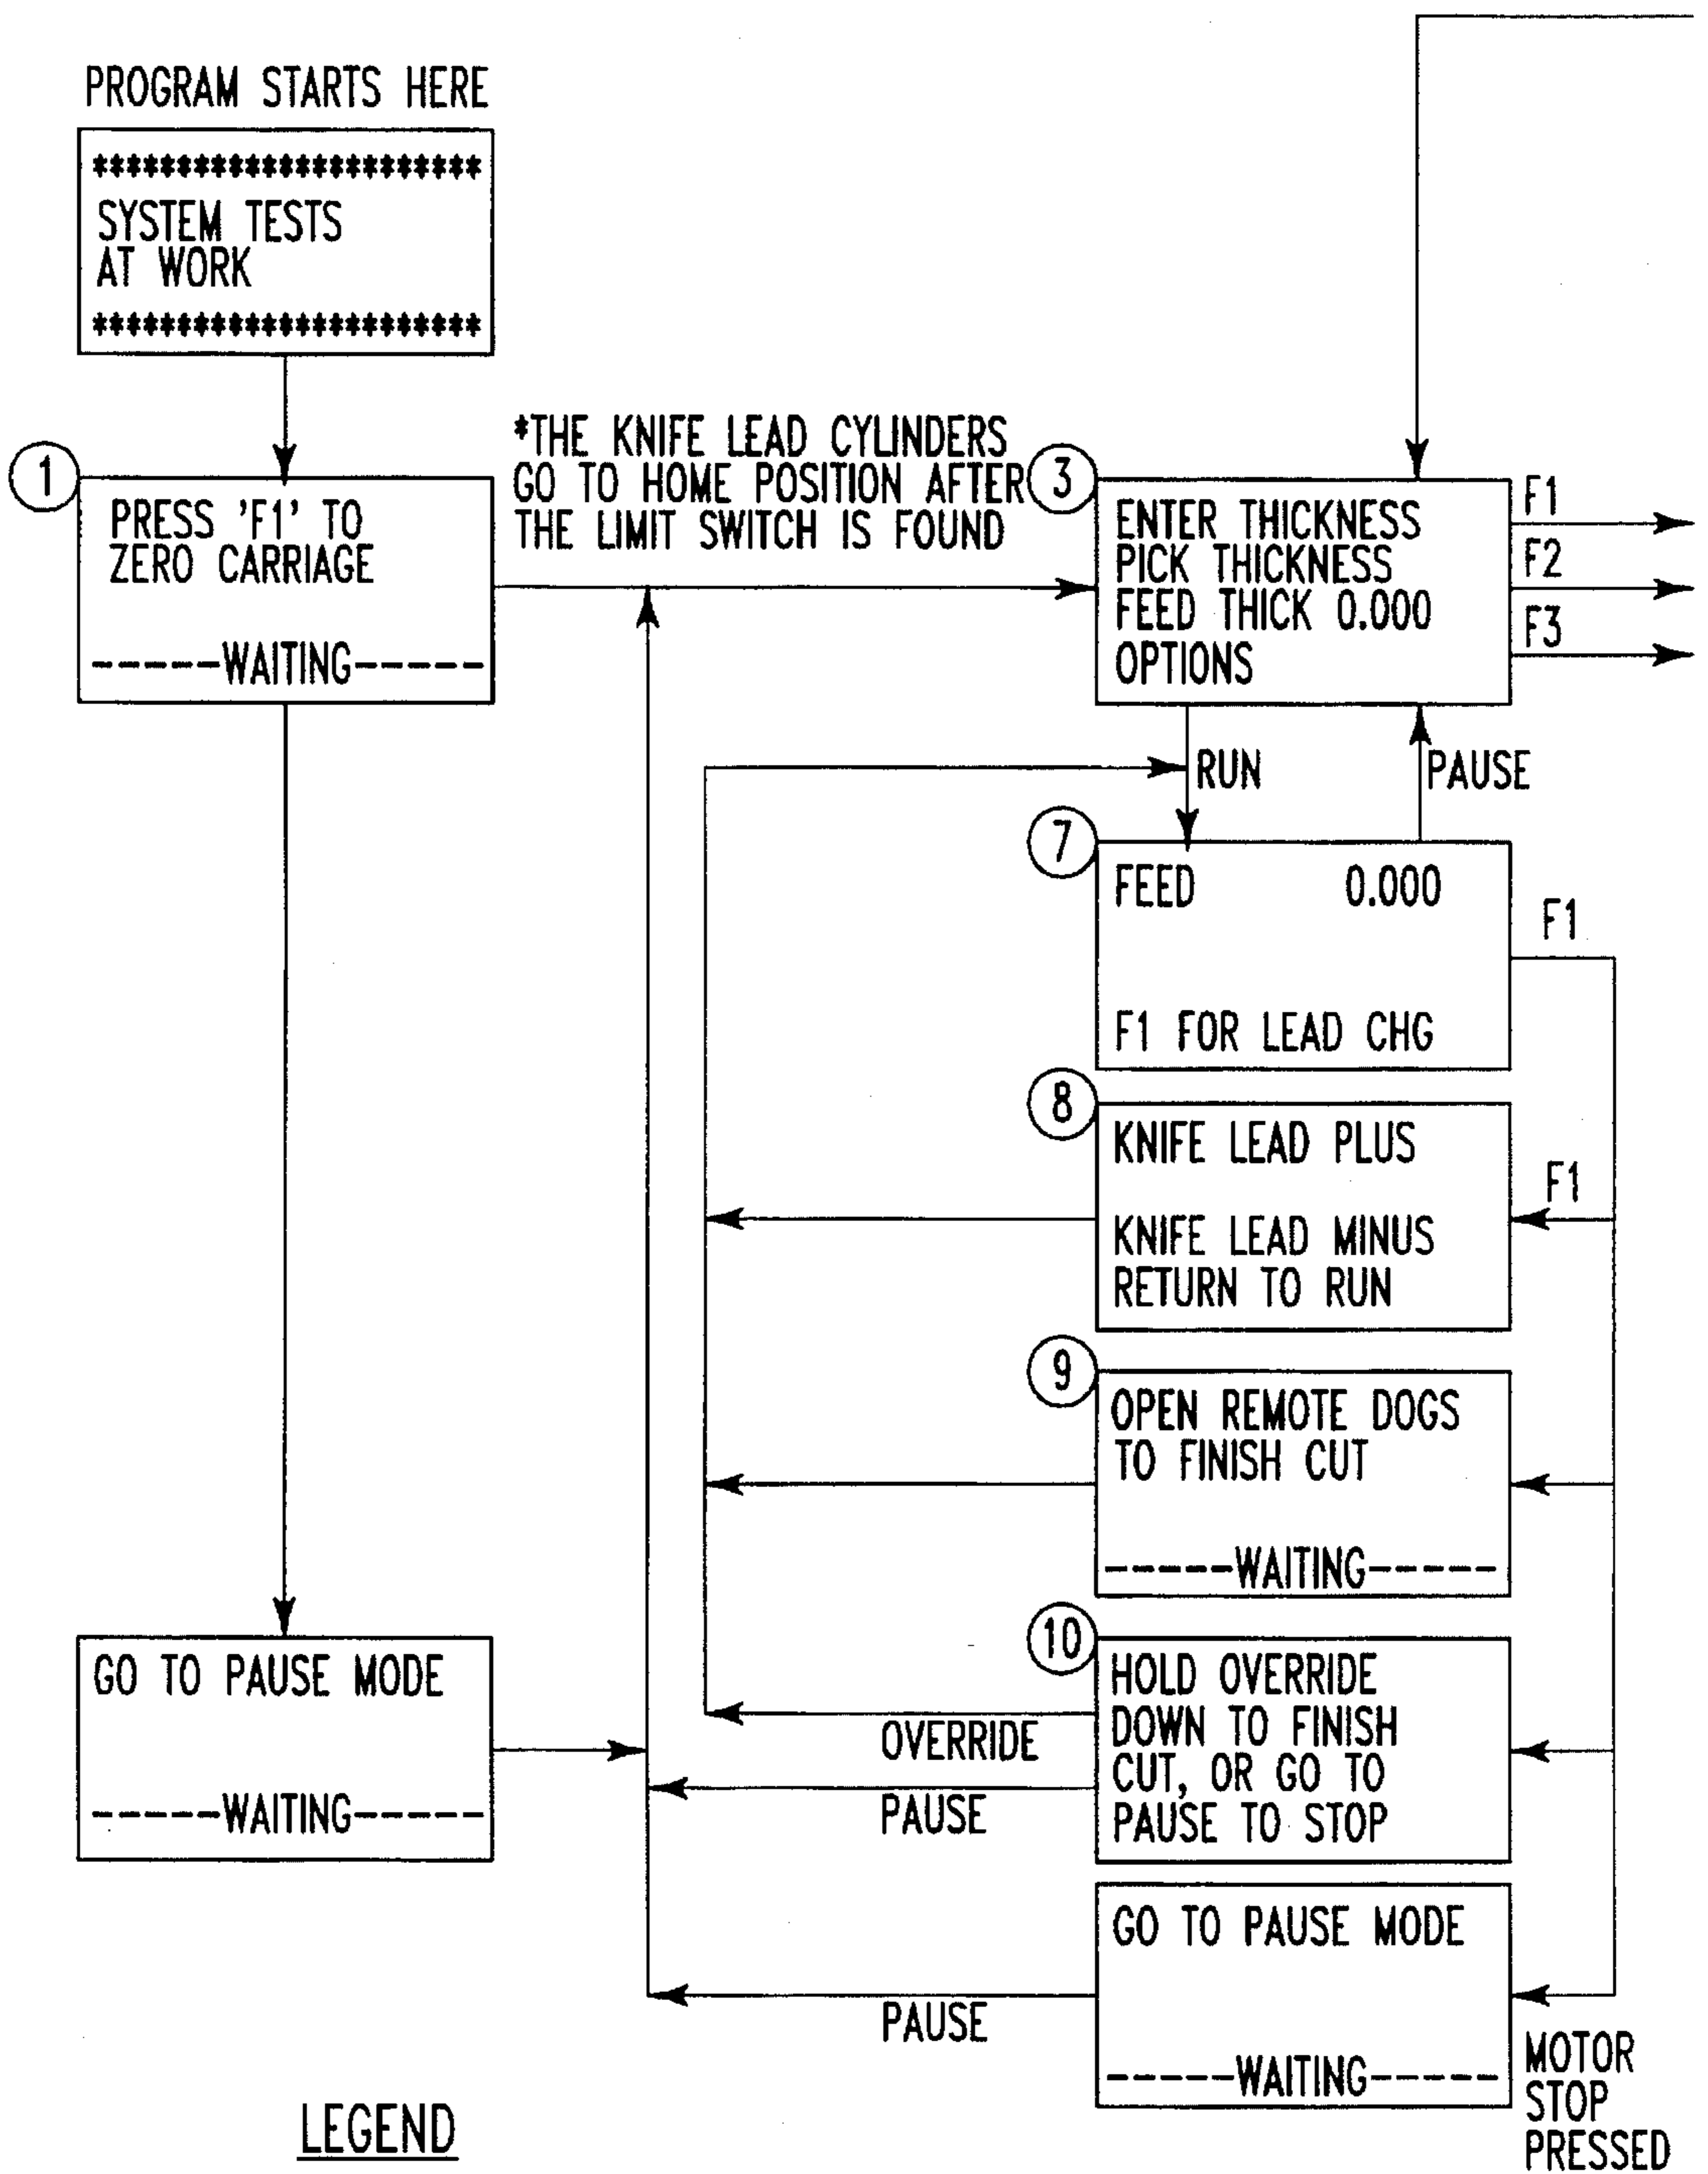 PROGRAM STARTS HERE
***********************
SYSTEM TESTS
AT WORK
***********************
1
PRESS 'F1' TO
ZERO CARRIAGE
-----WAITING-----
*THE KNIFE LEAD CYLINDERS
GO TO HOME POSITION AFTER
THE LIMIT SWITCH IS FOUND
3
ENTER THICKNESS
PICK THICKNESS
FEED THICK 0.000
OPTIONS
F1
F2
F3
RUN
PAUSE
7
FEED 0.000
F1 FOR LEAD CHG
F1
8
KNIFE LEAD PLUS
KNIFE LEAD MINUS
RETURN TO RUN
F1
9
OPEN REMOTE DOGS
TO FINISH CUT
-----WAITING-----
GO TO PAUSE MODE
-----WAITING-----
10
HOLD OVERRIDE
DOWN TO FINISH
CUT, OR GO TO
PAUSE TO STOP
OVERRIDE
PAUSE
GO TO PAUSE MODE
-----WAITING-----
PAUSE
MOTOR
STOP
PRESSED
LEGEND